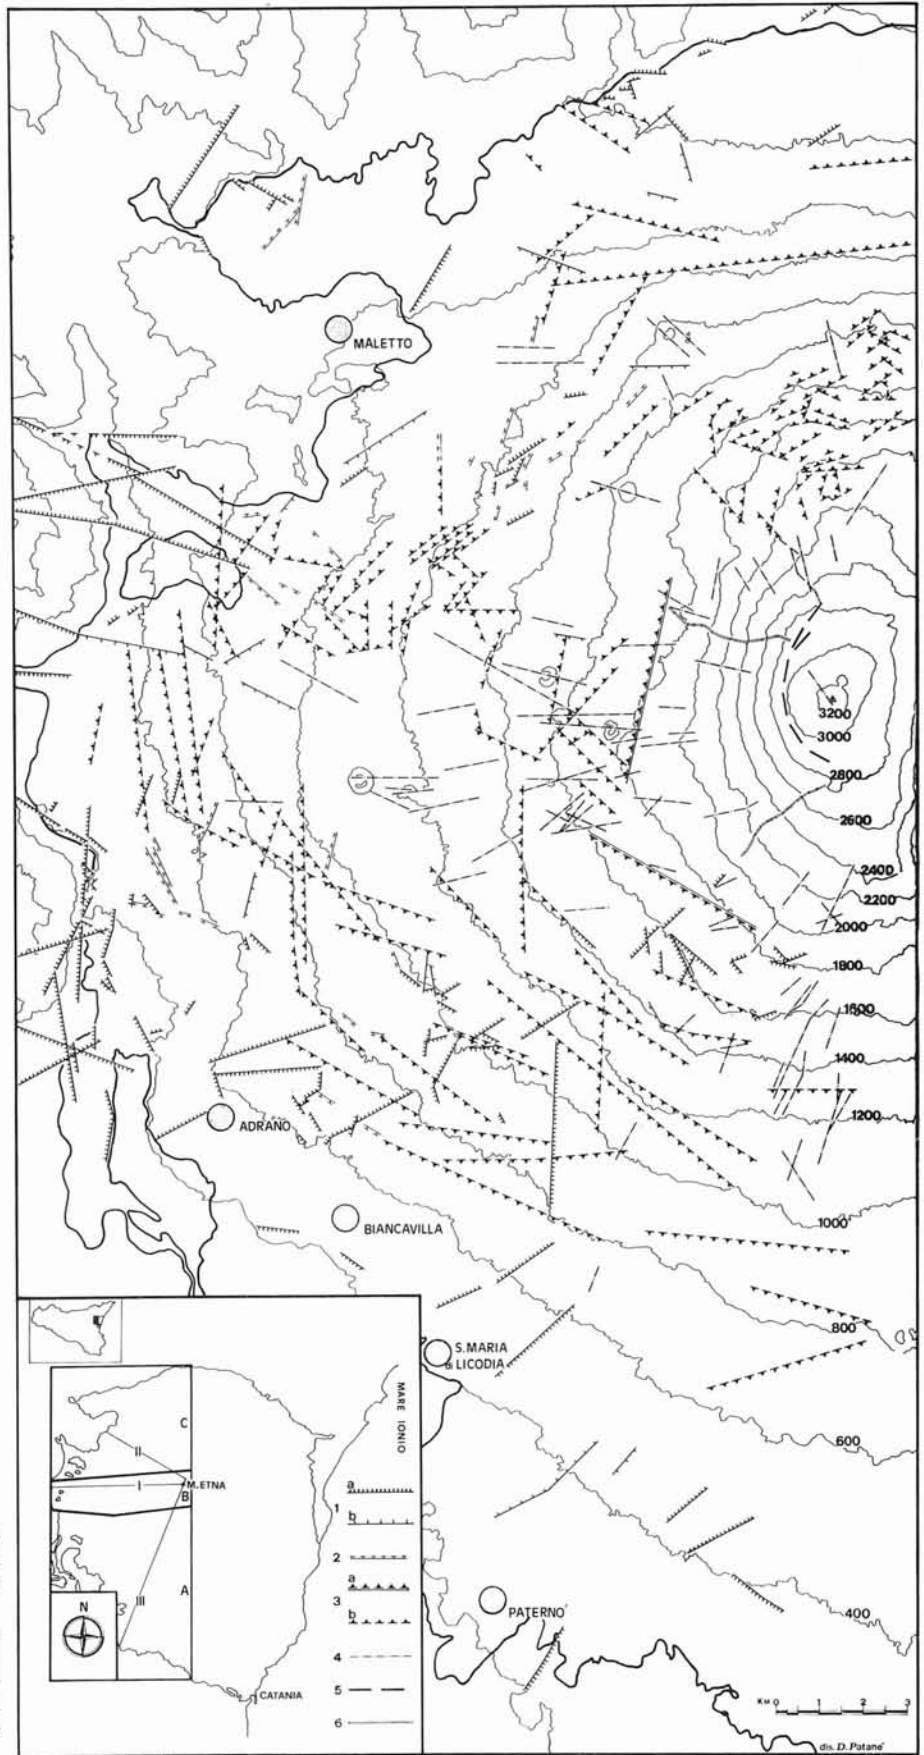 MALETTO
3200
3000
2800
2600
2400
2200
2000
1800
1600
1400
1200
ADRANO
1000
BIANCAVILLA
800
S. MARIA
di LICODIA
600
PATERNO'
400
KM 0 1 2 3
dis. D. Patane'
MARE IONIO
C
II
I
M. ETNA
B
A
III
N
CATANIA
a
1
b
2
a
3
b
4
5
6